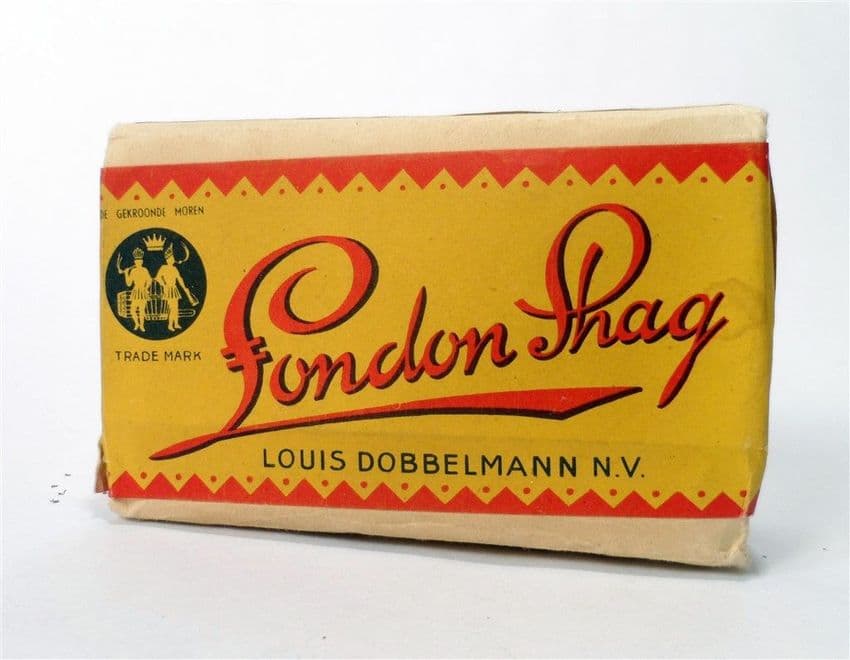 DE GEKROONDE MOREN
TRADE MARK
London Shag
LOUIS DOBBELMANN N.V.